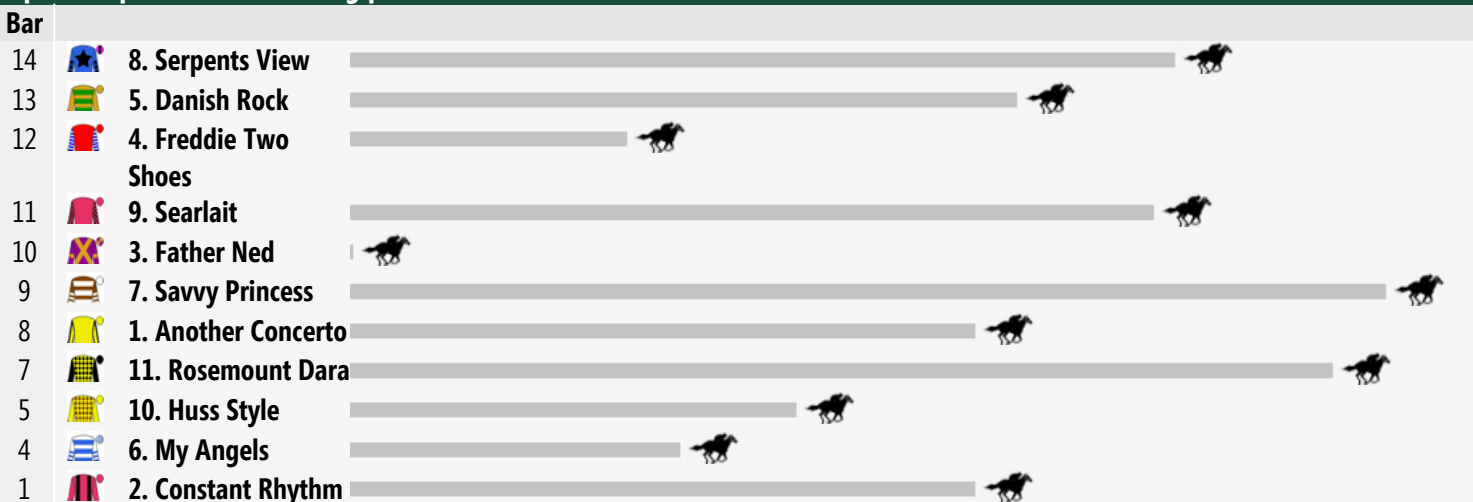 Bar
14 8. Serpents View
13 5. Danish Rock
12 4. Freddie Two
Shoes
11 9. Searlait
10 3. Father Ned
9 7. Savvy Princess
8 1. Another Concerto
7 11. Rosemount Dara
5 10. Huss Style
4 6. My Angels
1 2. Constant Rhythm